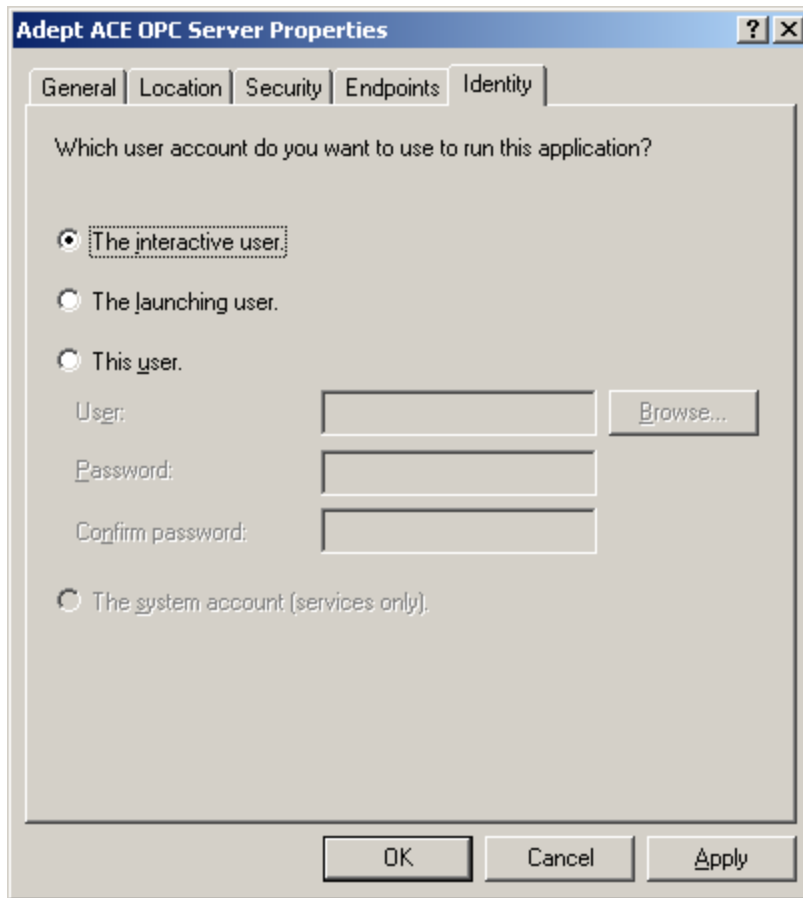 Adept ACE OPC Server Properties
General Location Security Endpoints Identity
Which user account do you want to use to run this application?
The interactive user.
The launching user.
This user.
User: Browse...
Password:
Confirm password:
The system account (services only).
OK Cancel Apply